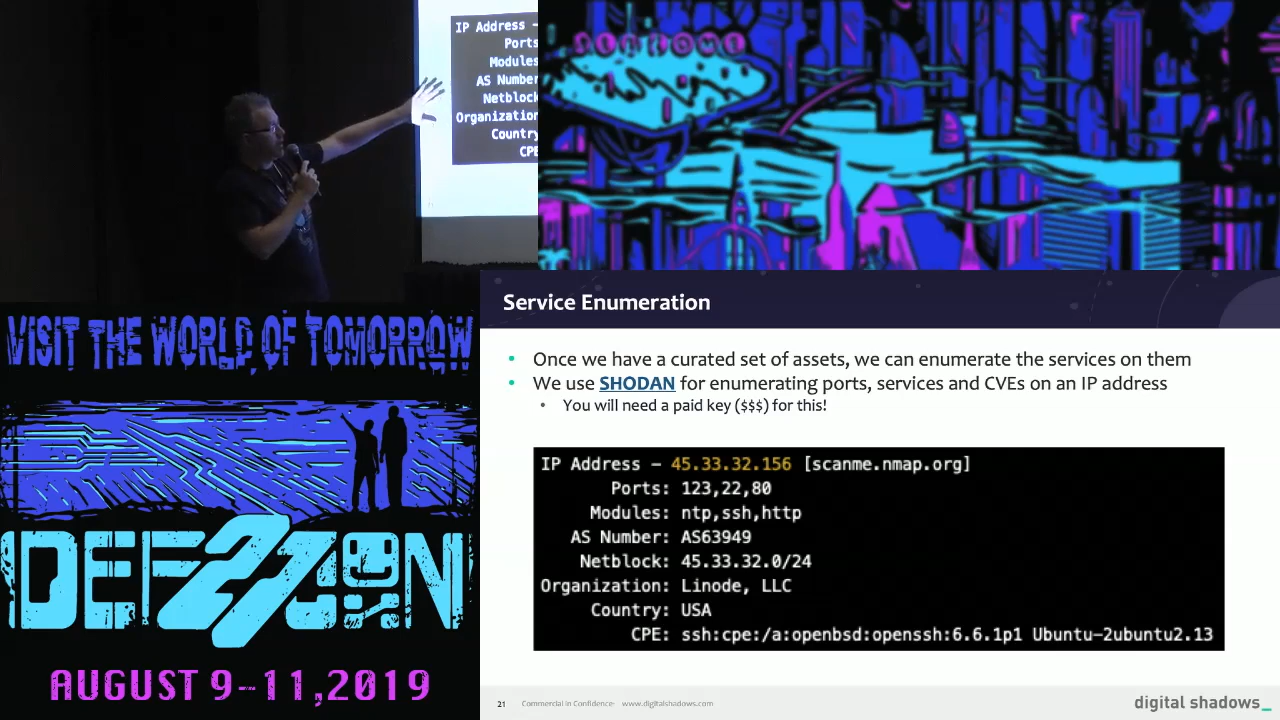 IP Address –
Ports
Modules
AS Number
Netblock
Organization
Country
CPE
Service Enumeration
• Once we have a curated set of assets, we can enumerate the services on them
• We use SHODAN for enumerating ports, services and CVEs on an IP address
• You will need a paid key ($$$) for this!
IP Address – 45.33.32.156 [scanme.nmap.org]
Ports: 123,22,80
Modules: ntp,ssh,http
AS Number: AS63949
Netblock: 45.33.32.0/24
Organization: Linode, LLC
Country: USA
CPE: ssh:cpe:/a:openbsd:openssh:6.6.1p1 Ubuntu-2ubuntu2.13
21 Commercial in Confidence· www.digitalshadows.com
digital shadows_
VISIT THE WORLD OF TOMORROW
DEF27CON
AUGUST 9-11,2019